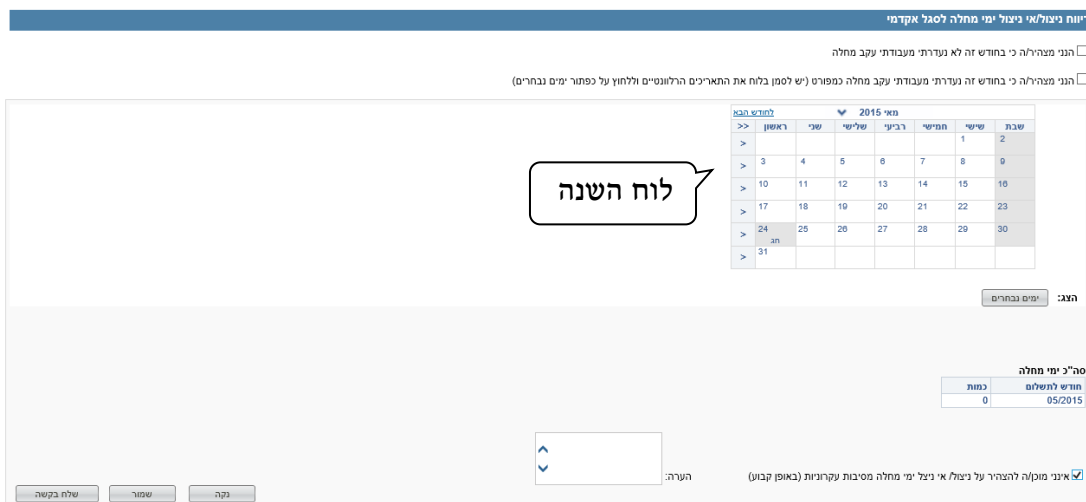 דיווח ניצול/אי ניצול ימי מחלה לסגל אקדמי
הנני מצהיר/ה כי בחודש זה לא נעדרתי מעבודתי עקב מחלה
הנני מצהיר/ה כי בחודש זה נעדרתי מעבודתי עקב מחלה כמפורט (יש לסמן בלוח את התאריכים הרלוונטיים וללחוץ על כפתור ימים נבחרים)
מאי 2015 לחודש הבא
<< ראשון שני שלישי רביעי חמישי שישי שבת
< 1 2
< 3 4 5 6 7 8 9
< 10 11 12 13 14 15 16
< 17 18 19 20 21 22 23
< 24 חג 25 26 27 28 29 30
< 31
לוח השנה
הצג: ימים נבחרים
סה"כ ימי מחלה
חודש לתשלום כמות
05/2015 0
אינני מוכן/ה להצהיר על ניצול/ אי ניצל ימי מחלה מסיבות עקרוניות (באופן קבוע) הערה:
נקה שמור שלח בקשה